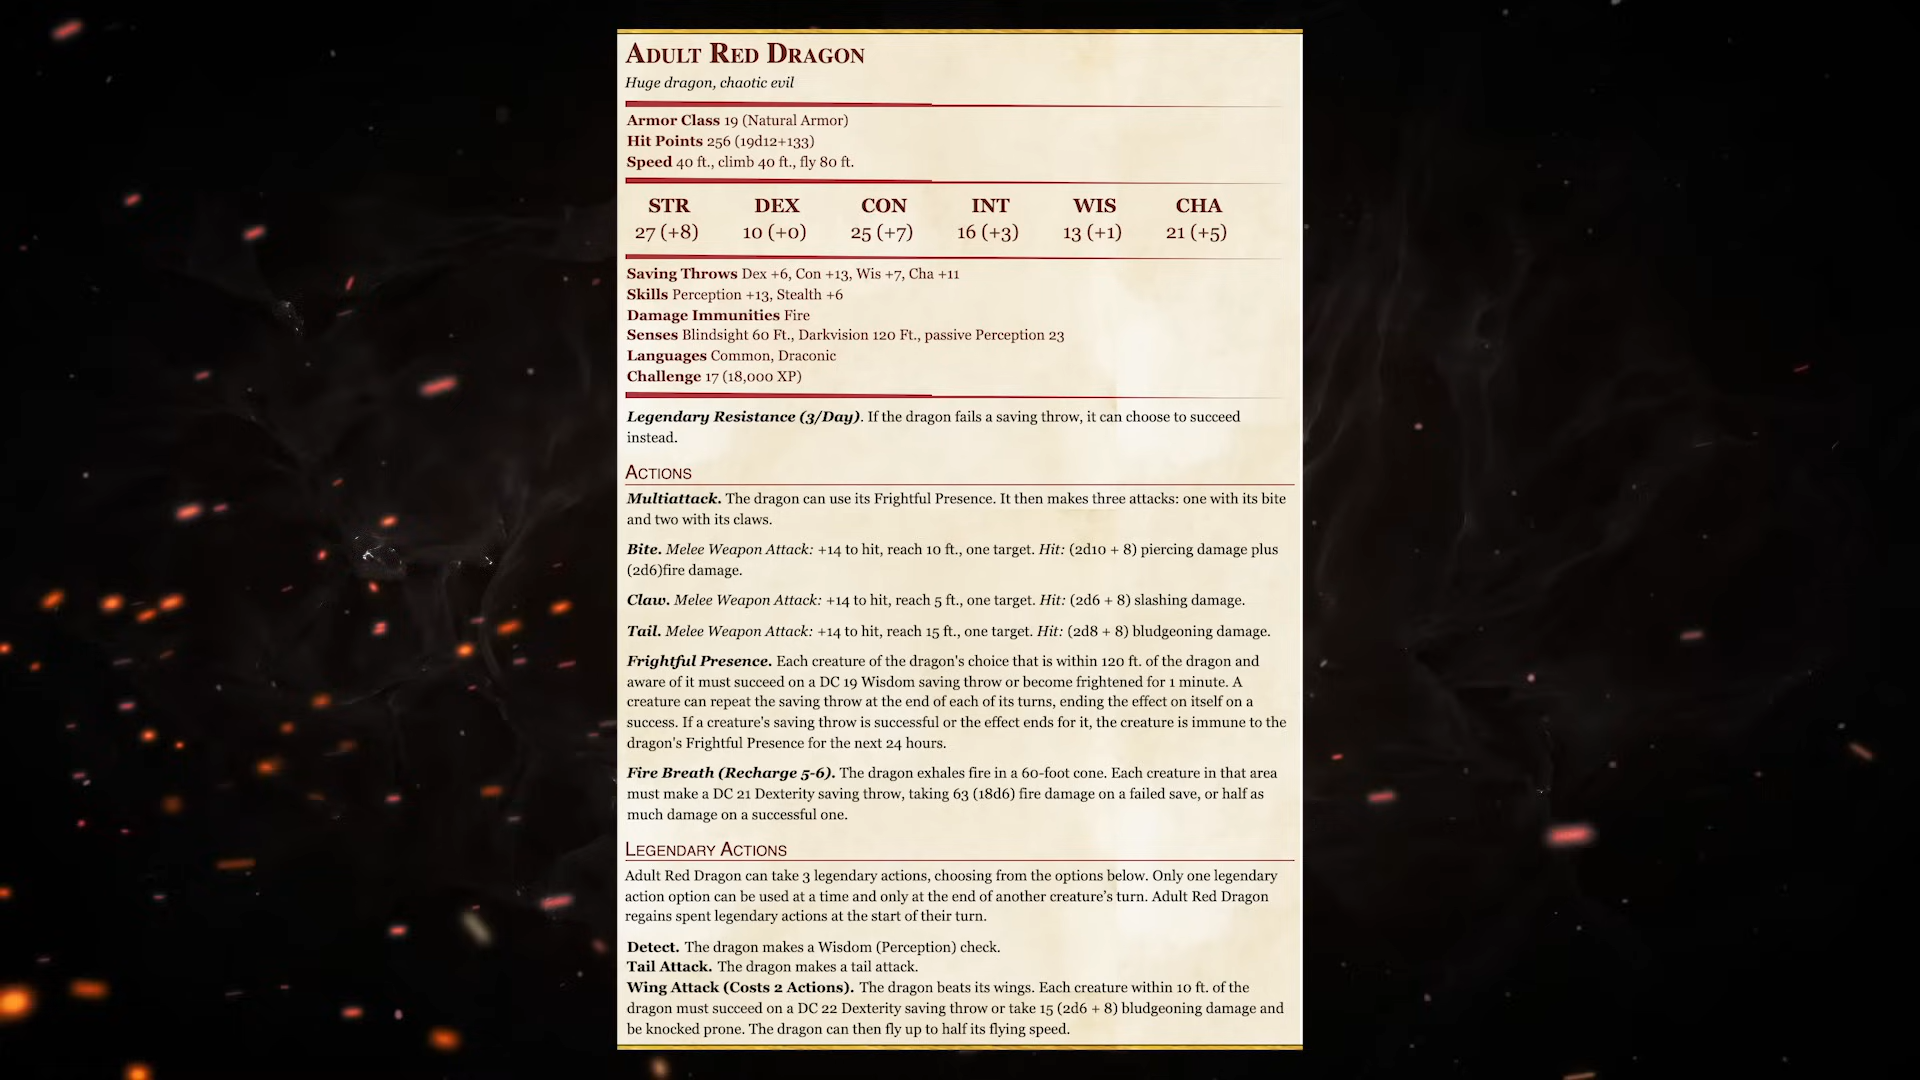 Adult Red Dragon
Huge dragon, chaotic evil
Armor Class 19 (Natural Armor)
Hit Points 256 (19d12+133)
Speed 40 ft., climb 40 ft., fly 80 ft.
STR DEX CON INT WIS CHA
27 (+8) 10 (+0) 25 (+7) 16 (+3) 13 (+1) 21 (+5)
Saving Throws Dex +6, Con +13, Wis +7, Cha +11
Skills Perception +13, Stealth +6
Damage Immunities Fire
Senses Blindsight 60 Ft., Darkvision 120 Ft., passive Perception 23
Languages Common, Draconic
Challenge 17 (18,000 XP)
Legendary Resistance (3/Day). If the dragon fails a saving throw, it can choose to succeed
instead.
Actions
Multiattack. The dragon can use its Frightful Presence. It then makes three attacks: one with its bite
and two with its claws.
Bite. Melee Weapon Attack: +14 to hit, reach 10 ft., one target. Hit: (2d10 + 8) piercing damage plus
(2d6)fire damage.
Claw. Melee Weapon Attack: +14 to hit, reach 5 ft., one target. Hit: (2d6 + 8) slashing damage.
Tail. Melee Weapon Attack: +14 to hit, reach 15 ft., one target. Hit: (2d8 + 8) bludgeoning damage.
Frightful Presence. Each creature of the dragon's choice that is within 120 ft. of the dragon and
aware of it must succeed on a DC 19 Wisdom saving throw or become frightened for 1 minute. A
creature can repeat the saving throw at the end of each of its turns, ending the effect on itself on a
success. If a creature's saving throw is successful or the effect ends for it, the creature is immune to the
dragon's Frightful Presence for the next 24 hours.
Fire Breath (Recharge 5-6). The dragon exhales fire in a 60-foot cone. Each creature in that area
must make a DC 21 Dexterity saving throw, taking 63 (18d6) fire damage on a failed save, or half as
much damage on a successful one.
Legendary Actions
Adult Red Dragon can take 3 legendary actions, choosing from the options below. Only one legendary
action option can be used at a time and only at the end of another creature’s turn. Adult Red Dragon
regains spent legendary actions at the start of their turn.
Detect. The dragon makes a Wisdom (Perception) check.
Tail Attack. The dragon makes a tail attack.
Wing Attack (Costs 2 Actions). The dragon beats its wings. Each creature within 10 ft. of the
dragon must succeed on a DC 22 Dexterity saving throw or take 15 (2d6 + 8) bludgeoning damage and
be knocked prone. The dragon can then fly up to half its flying speed.